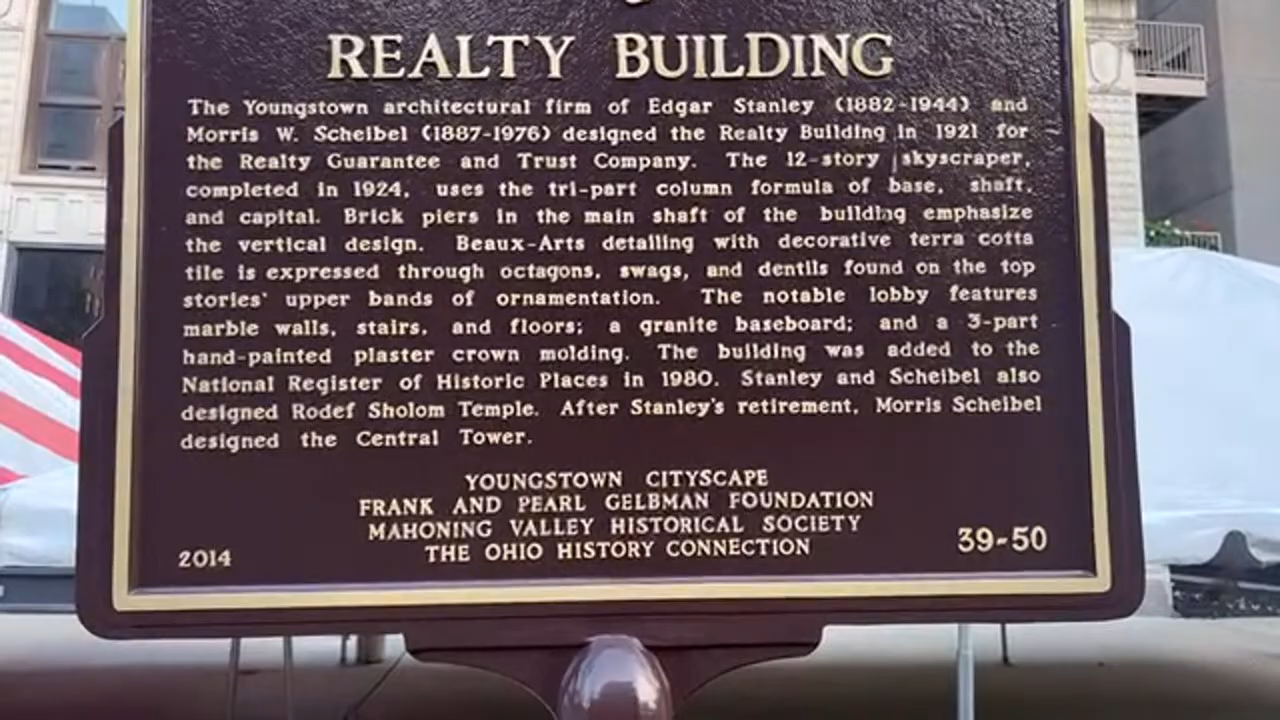 REALTY BUILDING
The Youngstown architectural firm of Edgar Stanley (1882-1944) and
Morris W. Scheibel (1887-1976) designed the Realty Building in 1921 for
the Realty Guarantee and Trust Company. The 12-story skyscraper,
completed in 1924, uses the tri-part column formula of base, shaft,
and capital. Brick piers in the main shaft of the building emphasize
the vertical design. Beaux-Arts detailing with decorative terra cotta
tile is expressed through octagons, swags, and dentils found on the top
stories' upper bands of ornamentation. The notable lobby features
marble walls, stairs, and floors; a granite baseboard; and a 3-part
hand-painted plaster crown molding. The building was added to the
National Register of Historic Places in 1980. Stanley and Scheibel also
designed Rodef Sholom Temple. After Stanley's retirement, Morris Scheibel
designed the Central Tower.
YOUNGSTOWN CITYSCAPE
FRANK AND PEARL GELBMAN FOUNDATION
MAHONING VALLEY HISTORICAL SOCIETY
THE OHIO HISTORY CONNECTION
2014
39-50